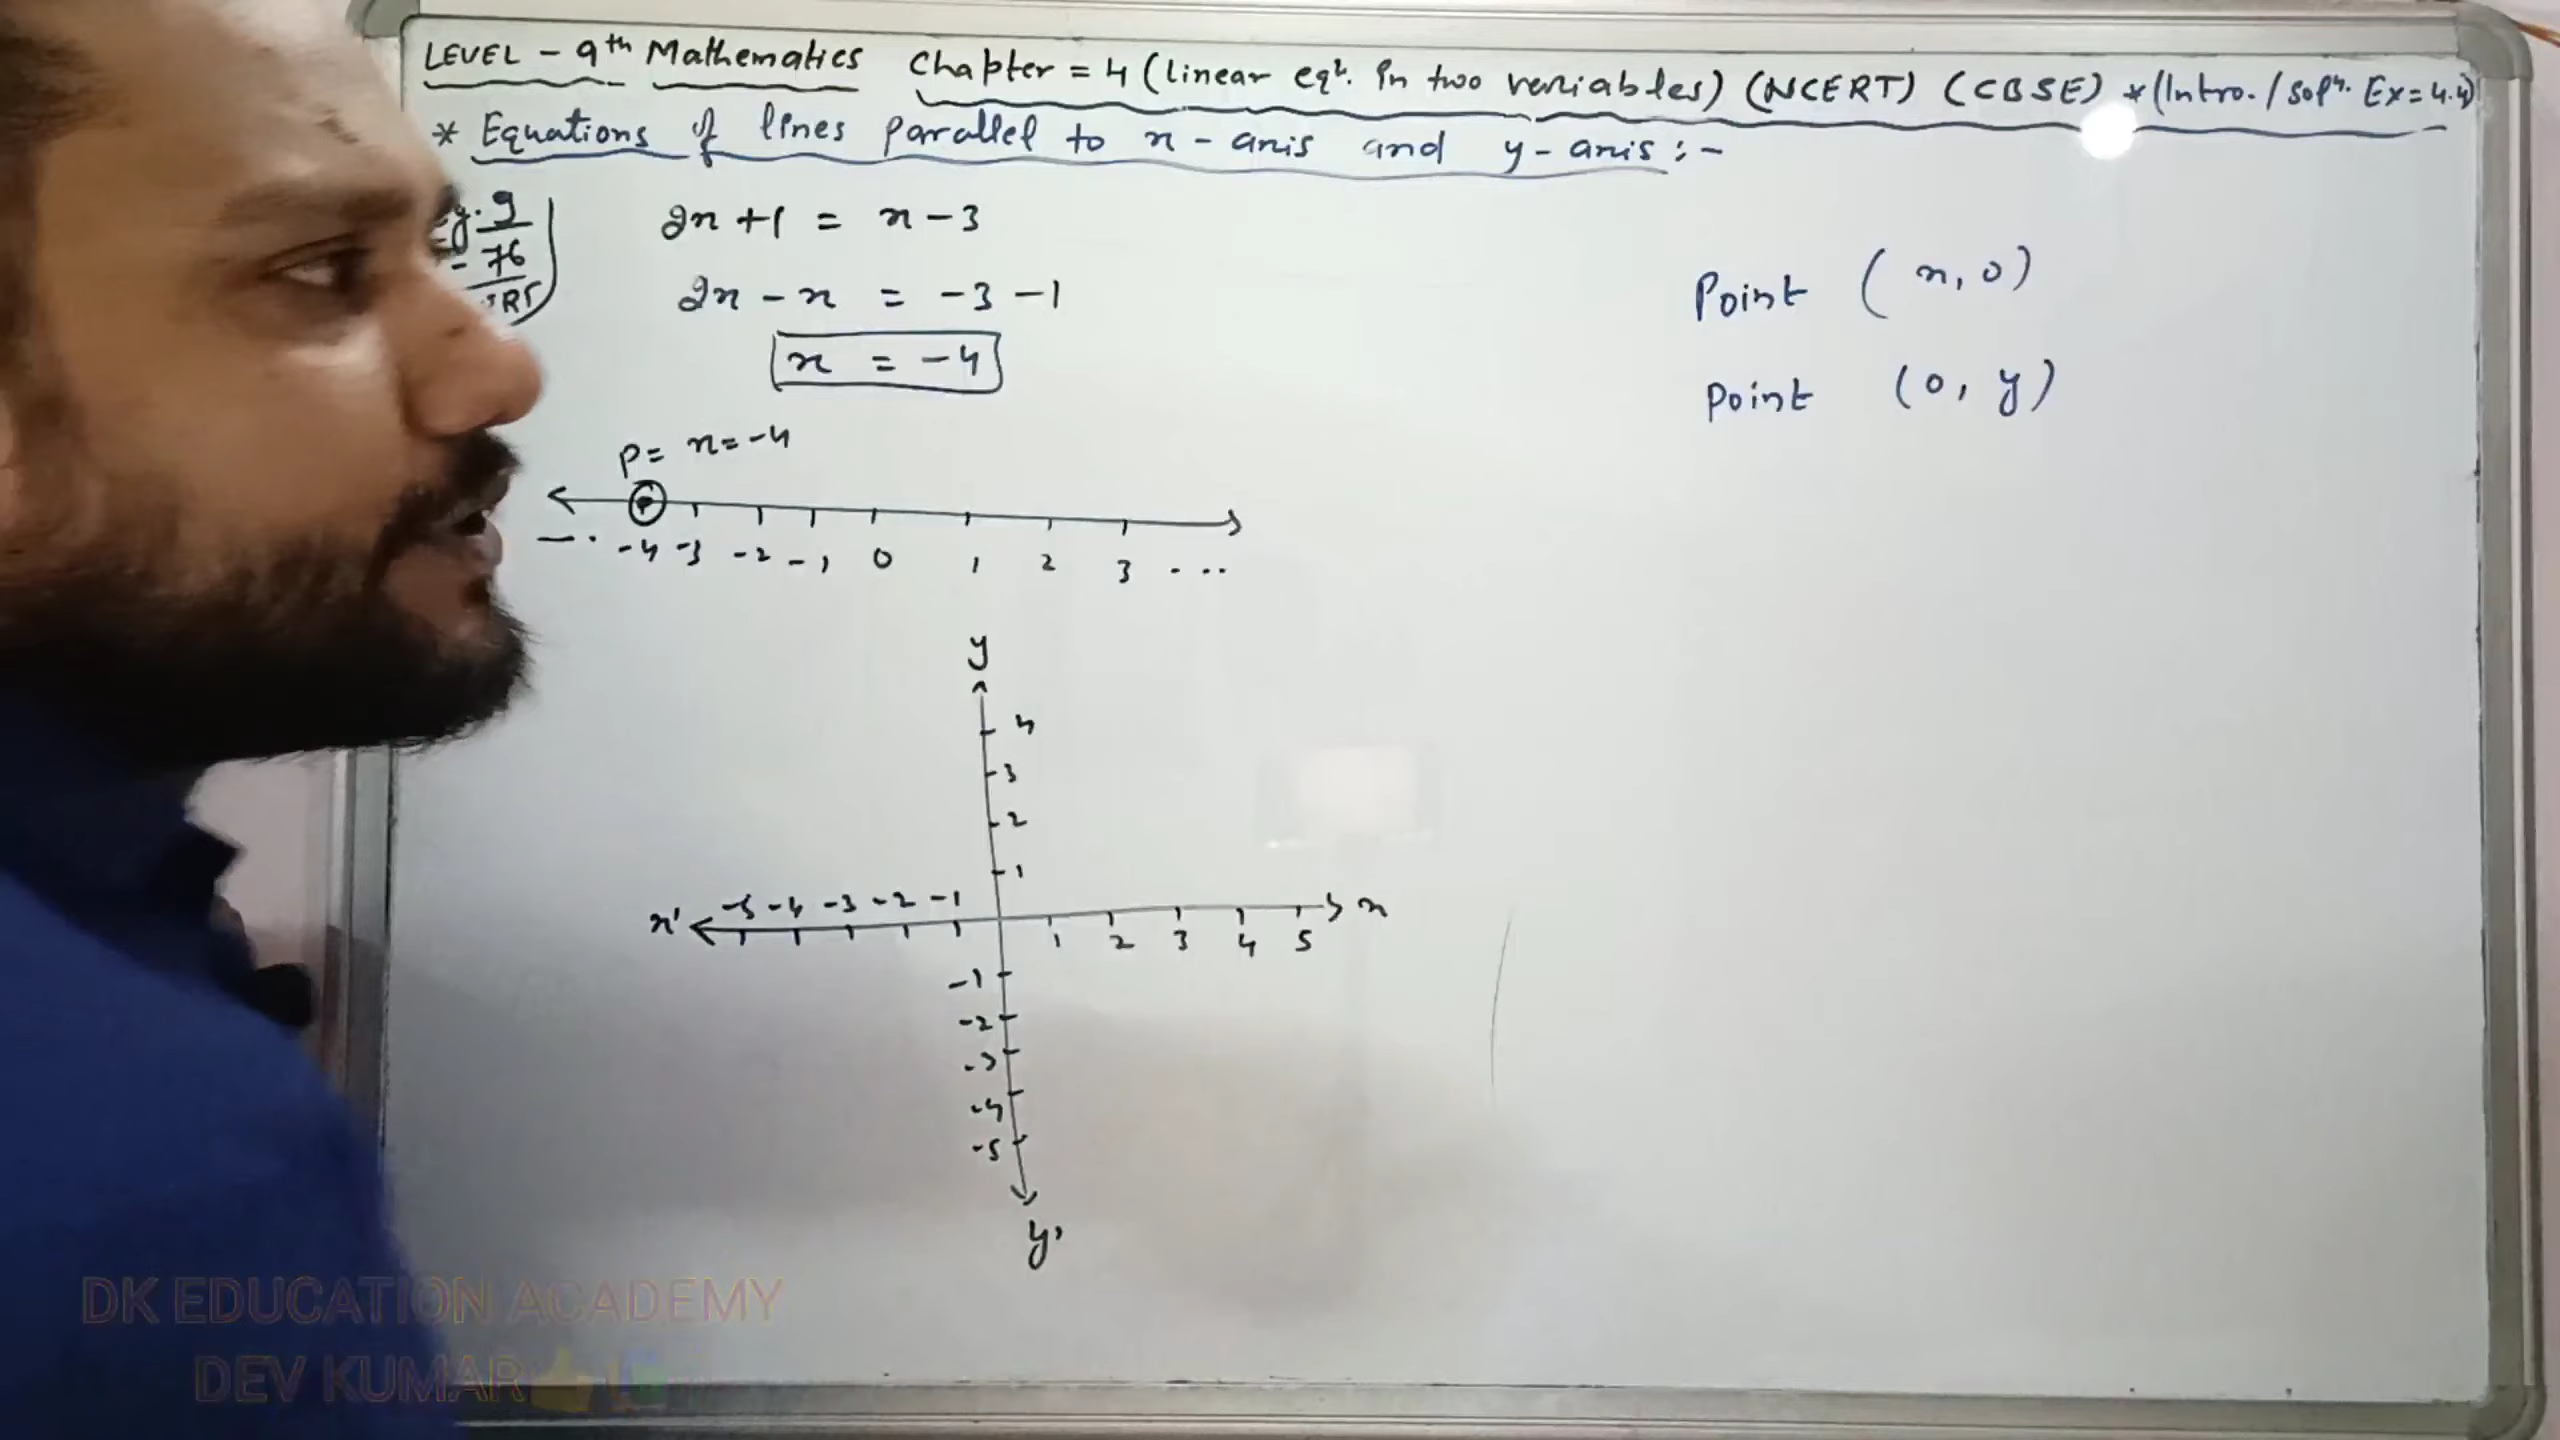 LEVEL - 9th Mathematics Chapter = 4 (linear eqn. In two variables) (NCERT) (CBSE) *(Intro./ soln. Ex=4.4)
* Equations of lines parallel to x-axis and y-axis :-
g. 9
- 76
2x + 1 = x - 3
2x - x = -3 - 1
x = -4
Point (x, 0)
Point (0, y)
P = x = -4
-4 -3 -2 -1 0 1 2 3 ...
y
4
3
2
1
x' -5 -4 -3 -2 -1 x
1 2 3 4 5
-1
-2
-3
-4
-5
y'
DK EDUCATION ACADEMY
DEV KUMAR